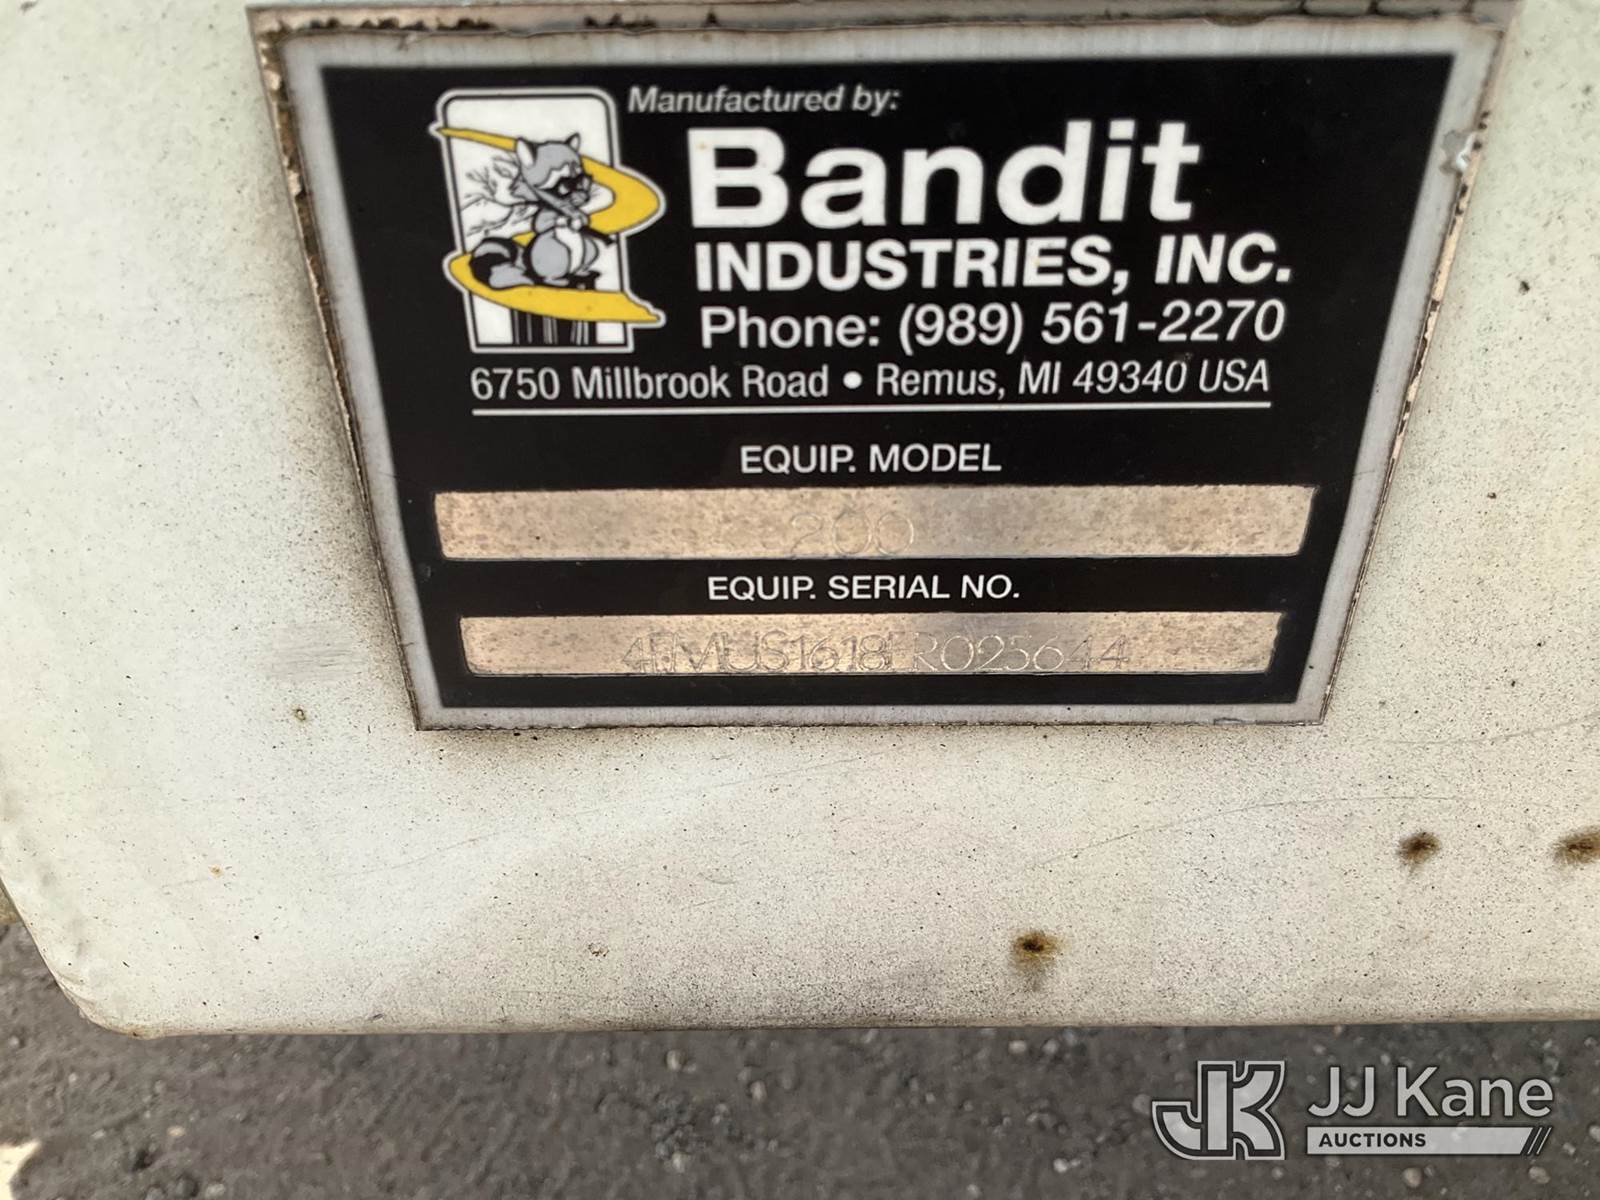 Manufactured by:
Bandit
INDUSTRIES, INC.
Phone: (989) 561-2270
6750 Millbrook Road • Remus, MI 49340 USA
EQUIP. MODEL
200
EQUIP. SERIAL NO.
JJ Kane
AUCTIONS